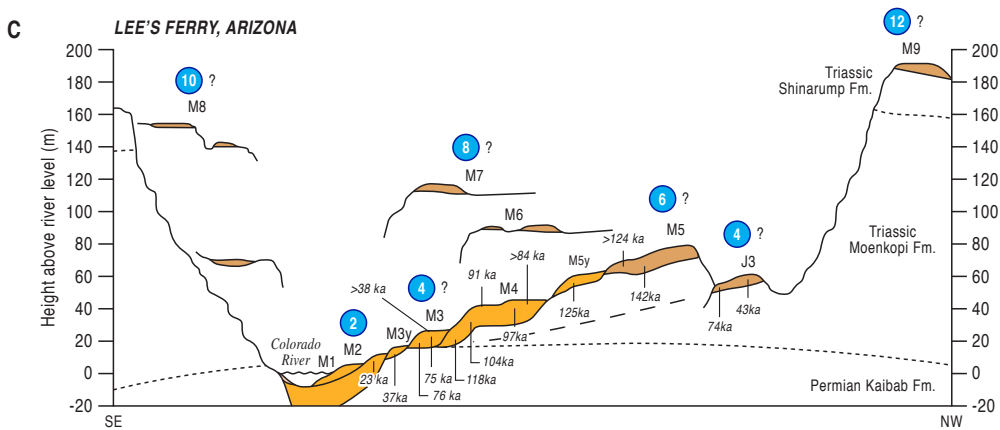 C
LEE'S FERRY, ARIZONA
12 ?
M9
200
180
160
140
120
100
80
60
40
20
0
-20
Height above river level (m)
10 ?
M8
8 ?
M7
M6
6 ?
M5
4 ?
J3
Triassic
Shinarump Fm.
Triassic
Moenkopi Fm.
Permian Kaibab Fm.
>124 ka
142ka
74ka
43ka
M5y
125ka
>84 ka
91 ka
M4
97ka
104ka
118ka
4 ?
>38 ka
M3
75 ka
76 ka
M3y
37ka
2
M2
23 ka
M1
Colorado
River
200
180
160
140
120
100
80
60
40
20
0
-20
SE
NW